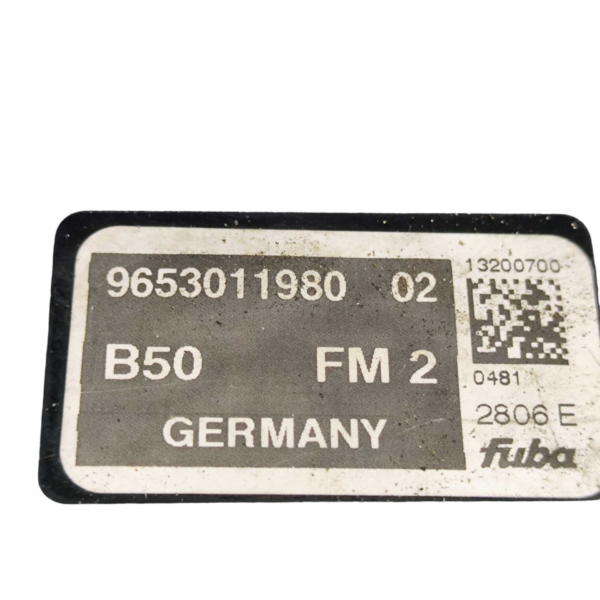 9653011980 02
B50 FM 2
GERMANY
13200700
0481
2806 E
fuba